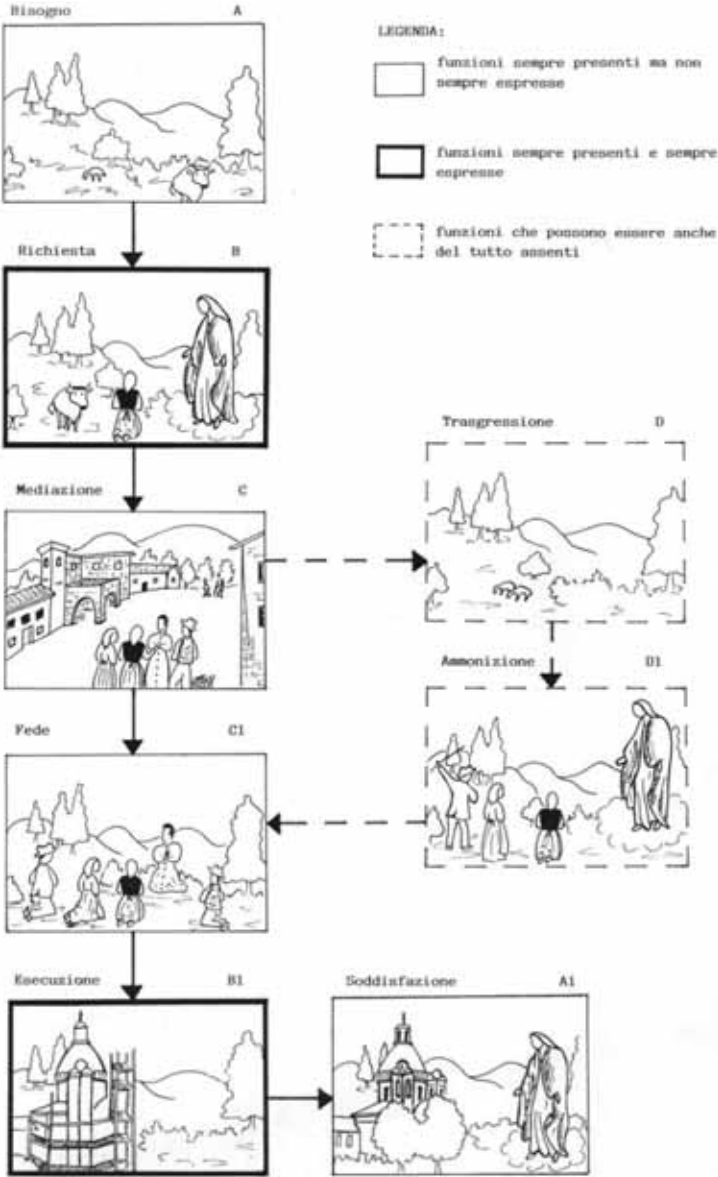 Bisogno A
LEGENDA:
funzioni sempre presenti ma non
sempre espresse
funzioni sempre presenti e sempre
espresse
funzioni che possono essere anche
del tutto assenti
Richiesta B
Mediazione C
Trasgressione D
Ammonizione D1
Fede C1
Esecuzione B1
Soddisfazione A1